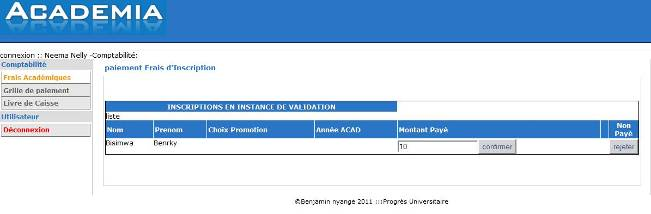 ACADEMIA
connexion :: Neema Nelly -Comptabilité:
Comptabilité
Frais Académiques
Grille de paiement
Livre de Caisse
Utilisateur
Déconnexion
paiement Frais d'Inscription
INSCRIPTIONS EN INSTANCE DE VALIDATION
liste
Nom Prenom Choix Promotion Année ACAD Montant Payé Non Payé
Bisimwa Benrky 10 confirmer rejeter
©Benjamin nyange 2011 :::Progrès Universitaire